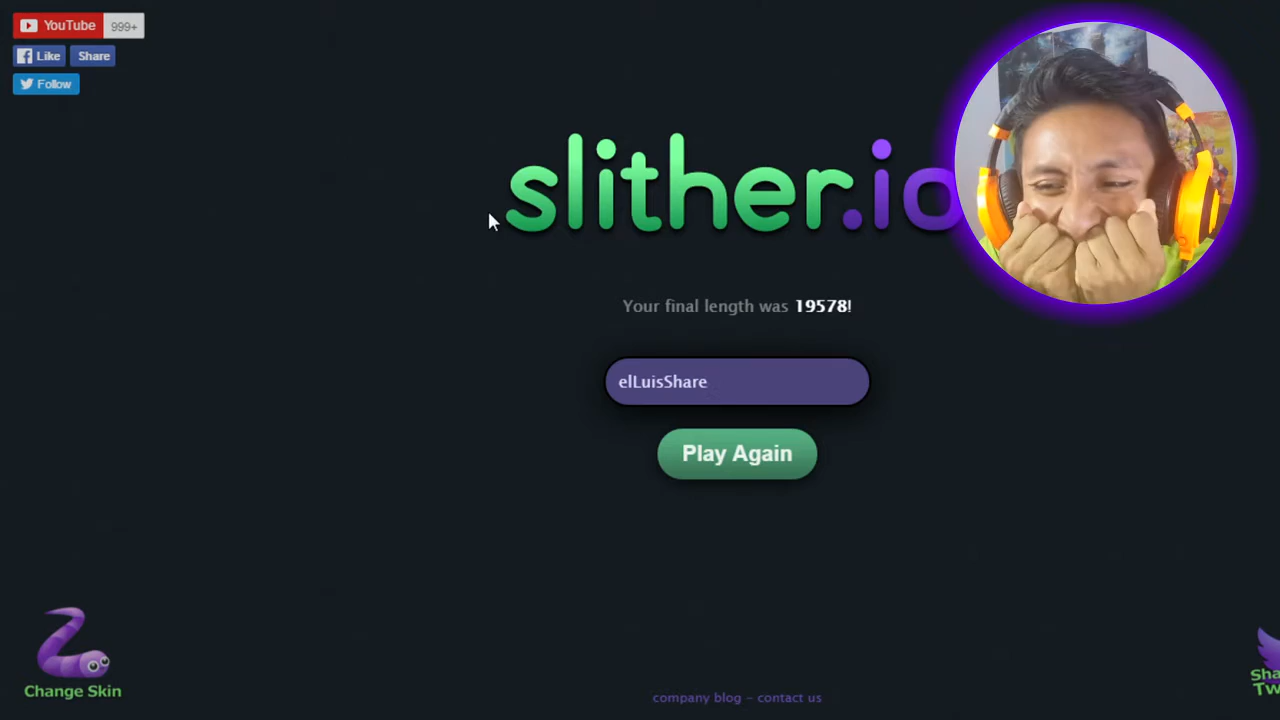 YouTube 999+
Like Share
Follow
slither.io
Your final length was 19578!
elLuisShare
Play Again
Change Skin
company blog – contact us